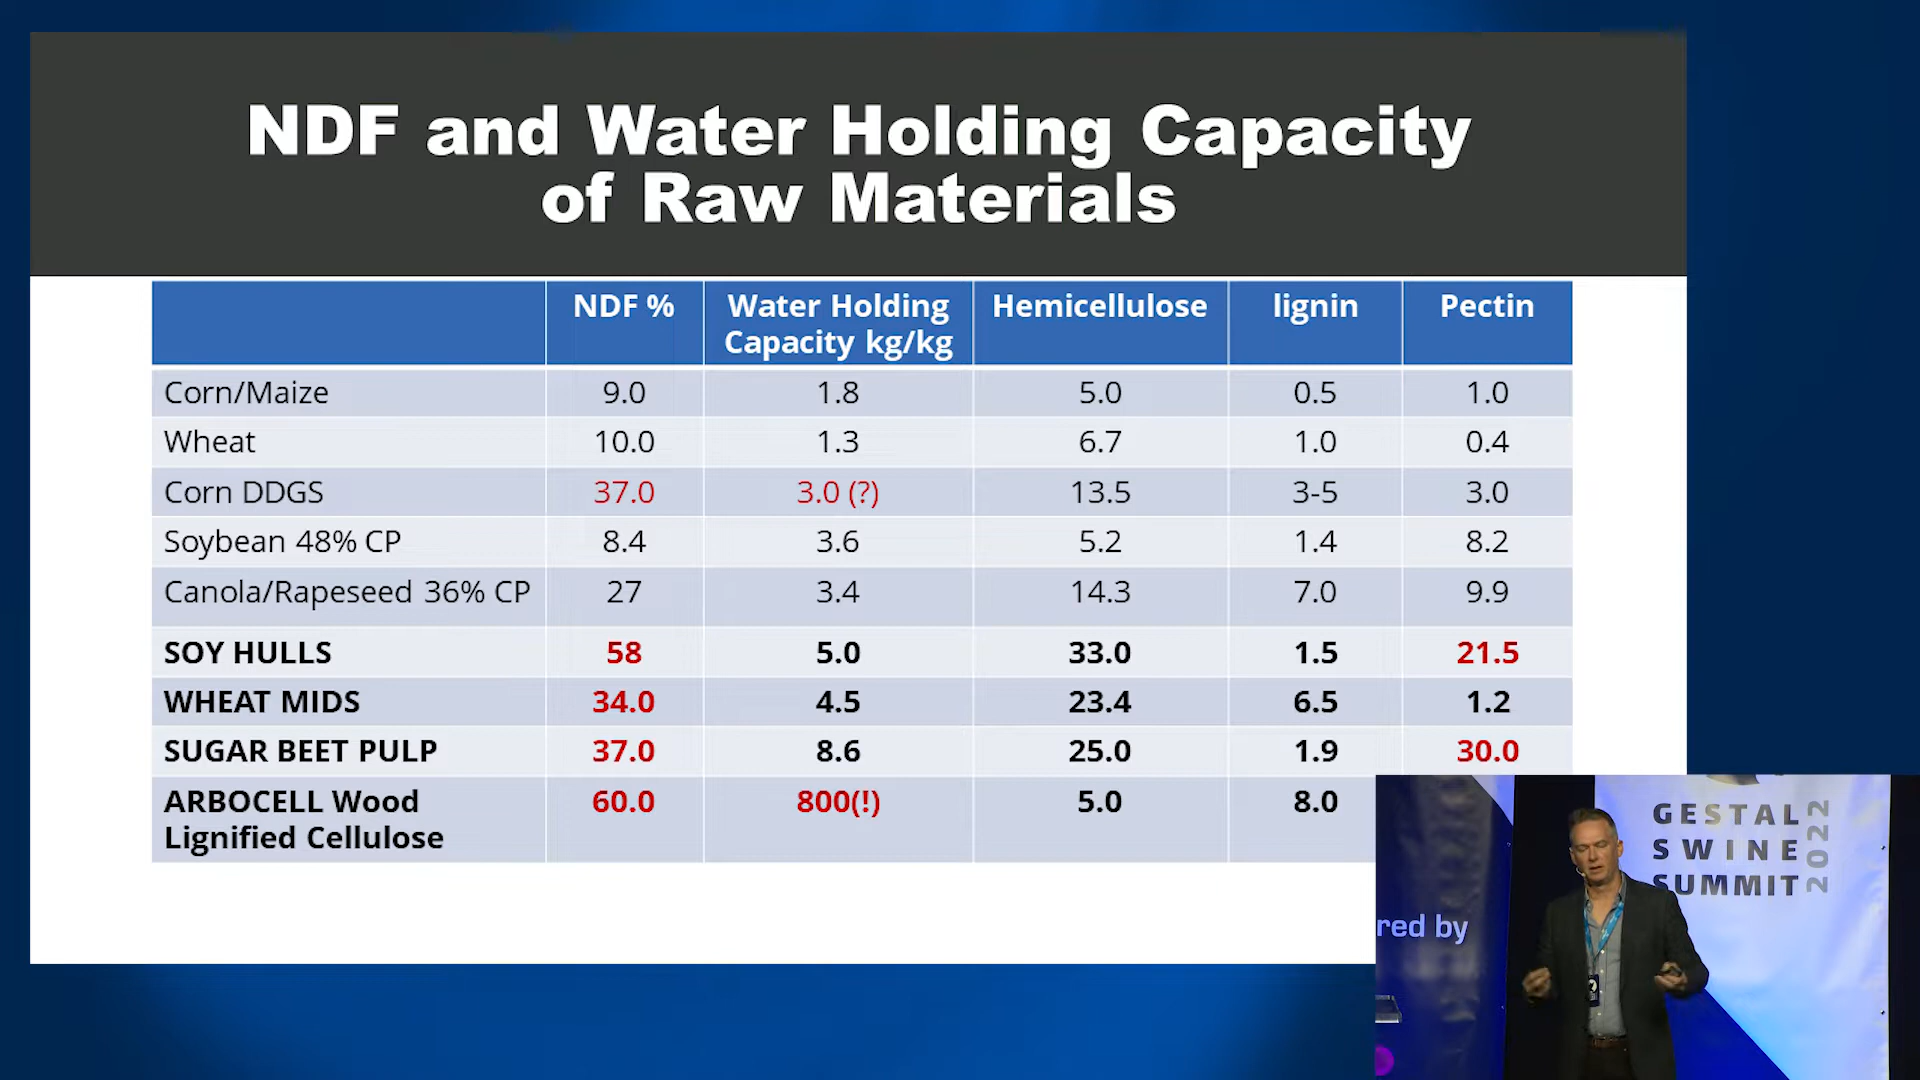 NDF and Water Holding Capacity
of Raw Materials
NDF % Water Holding Capacity kg/kg Hemicellulose lignin Pectin
Corn/Maize 9.0 1.8 5.0 0.5 1.0
Wheat 10.0 1.3 6.7 1.0 0.4
Corn DDGS 37.0 3.0 (?) 13.5 3-5 3.0
Soybean 48% CP 8.4 3.6 5.2 1.4 8.2
Canola/Rapeseed 36% CP 27 3.4 14.3 7.0 9.9
SOY HULLS 58 5.0 33.0 1.5 21.5
WHEAT MIDS 34.0 4.5 23.4 6.5 1.2
SUGAR BEET PULP 37.0 8.6 25.0 1.9 30.0
ARBOCELL Wood Lignified Cellulose 60.0 800(!) 5.0 8.0
GESTAL
SWINE
SUMMIT
2022
red by